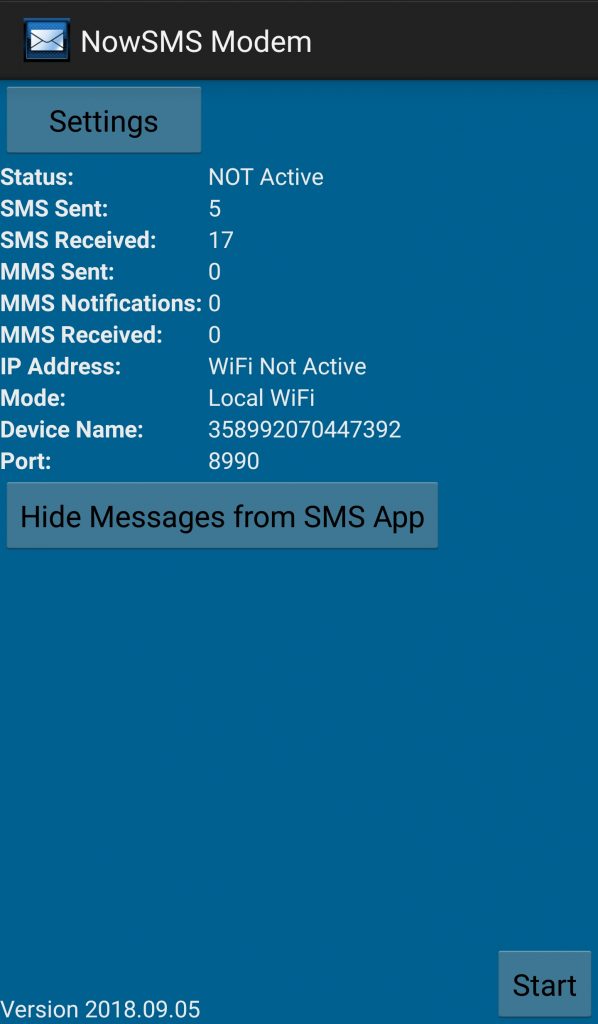 NowSMS Modem
Settings
Status: NOT Active
SMS Sent: 5
SMS Received: 17
MMS Sent: 0
MMS Notifications: 0
MMS Received: 0
IP Address: WiFi Not Active
Mode: Local WiFi
Device Name: 358992070447392
Port: 8990
Hide Messages from SMS App
Start
Version 2018.09.05